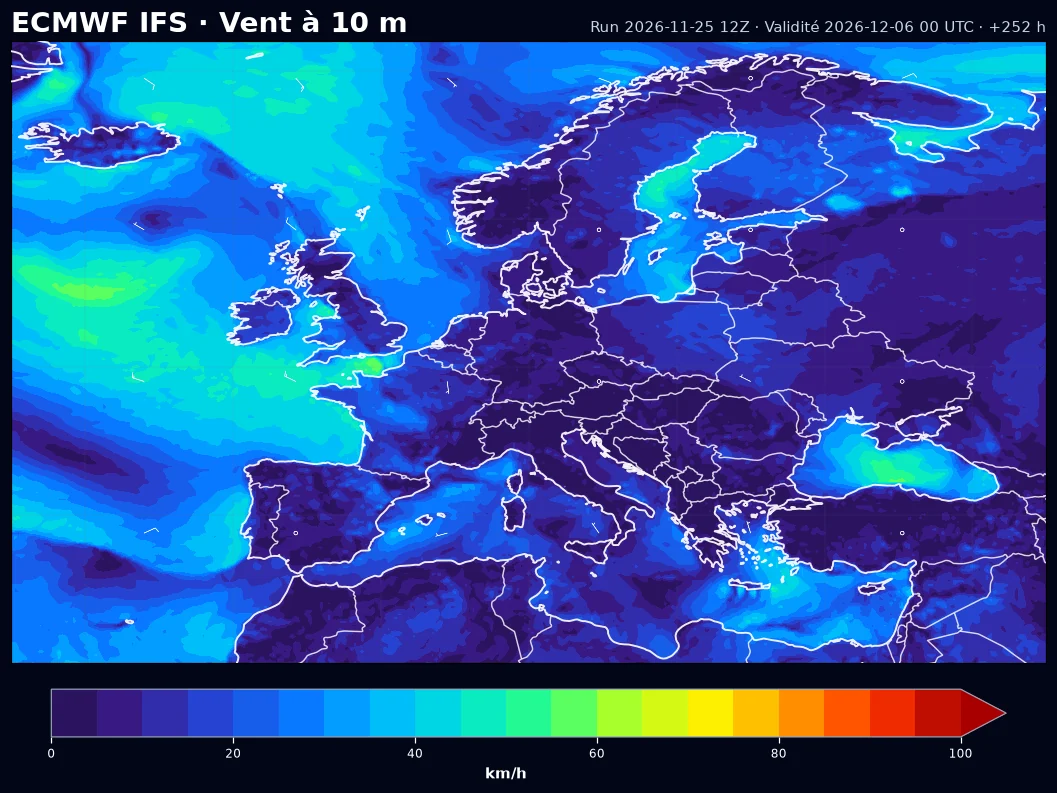 ECMWF IFS · Vent à 10 m
Run 2026-11-25 12Z · Validité 2026-12-06 00 UTC · +252 h
0 20 40 60 80 100
km/h